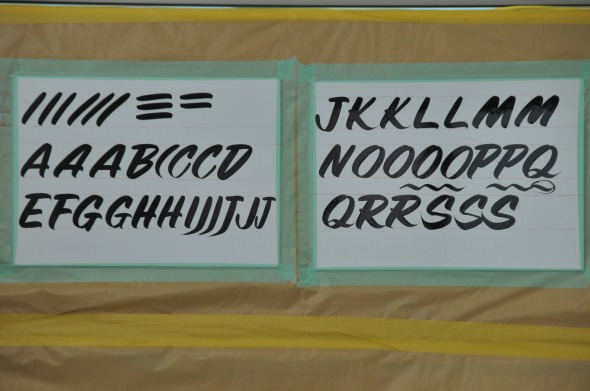 AAABCCCD
EFGGHHIJJJJJ
JKKLLMM
NOOOOPPQ
QRRSSS